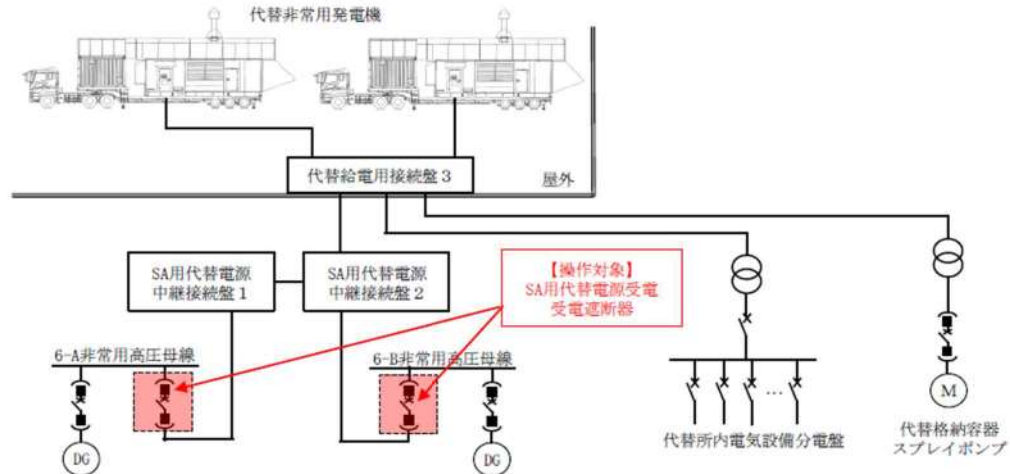 代替非常用発電機
代替給電用接続盤3
屋外
SA用代替電源
中継接続盤1
SA用代替電源
中継接続盤2
【操作対象】
SA用代替電源受電
受電遮断器
6-A非常用高圧母線
6-B非常用高圧母線
DG
DG
…
代替所内電気設備分電盤
M
代替格納容器
スプレイポンプ